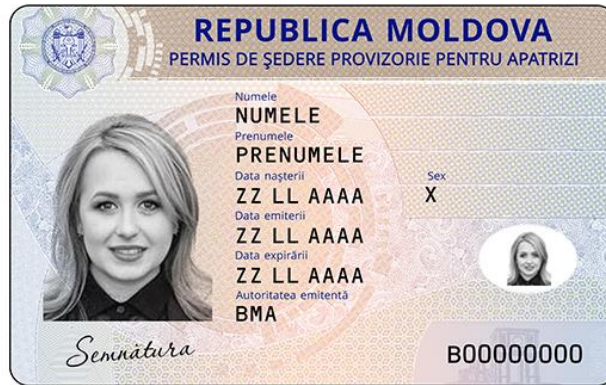 REPUBLICA MOLDOVA
PERMIS DE ŞEDERE PROVIZORIE PENTRU APATRIZI
Numele
NUMELE
Prenumele
PRENUMELE
Data naşterii Sex
ZZ LL AAAA X
Data emiterii
ZZ LL AAAA
Data expirării
ZZ LL AAAA
Autoritatea emitentă
BMA
Semnătura B00000000